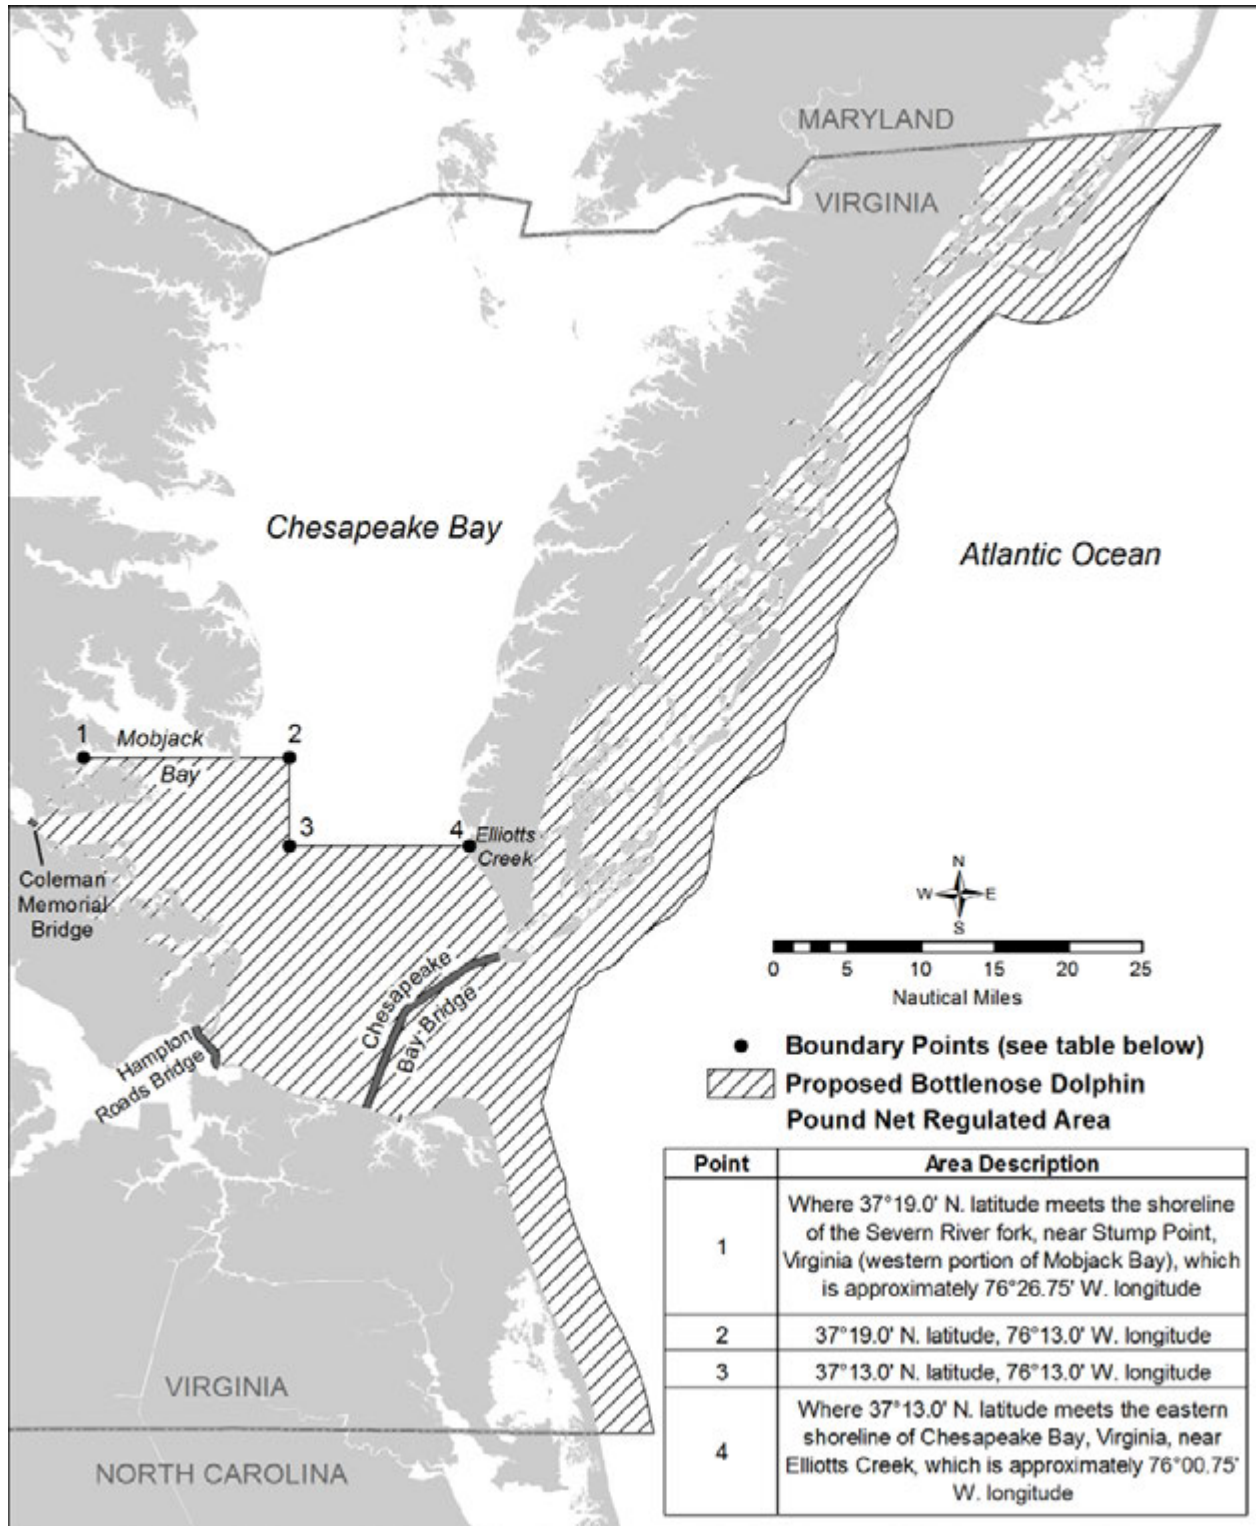 MARYLAND
VIRGINIA
Chesapeake Bay
Atlantic Ocean
1
Mobjack
2
Bay
3
4
Elliotts
Creek
Coleman
Memorial
Bridge
N
W
E
S
Chesapeake
Bay Bridge
0
5
10
15
20
25
Nautical Miles
Hampton
Roads Bridge
Boundary Points (see table below)
Proposed Bottlenose Dolphin
Pound Net Regulated Area
Point
Area Description
1
Where 37°19.0' N. latitude meets the shoreline
of the Severn River fork, near Stump Point,
Virginia (western portion of Mobjack Bay), which
is approximately 76°26.75' W. longitude
2
37°19.0' N. latitude, 76°13.0' W. longitude
3
37°13.0' N. latitude, 76°13.0' W. longitude
4
Where 37°13.0' N. latitude meets the eastern
shoreline of Chesapeake Bay, Virginia, near
Elliotts Creek, which is approximately 76°00.75'
W. longitude
VIRGINIA
NORTH CAROLINA